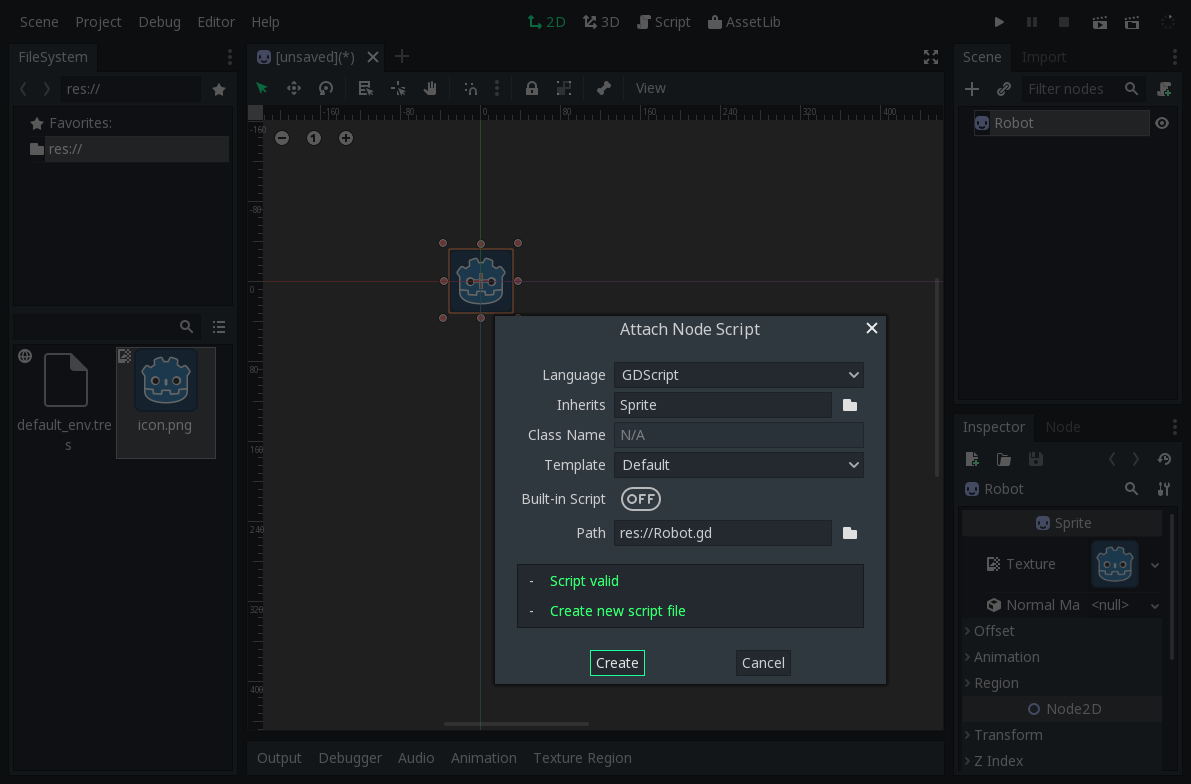 Scene Project Debug Editor Help
2D 3D Script AssetLib
FileSystem
res://
Favorites:
res://
default_env.tre
s
icon.png
[unsaved](*)
View
-160 -80 0 80 160 240 320 400
-160
-80
0
80
160
240
320
400
1
Attach Node Script
Language GDScript
Inherits Sprite
Class Name N/A
Template Default
Built-in Script OFF
Path res://Robot.gd
- Script valid
- Create new script file
Create Cancel
Output Debugger Audio Animation Texture Region
Scene Import
Filter nodes
Robot
Inspector Node
Robot
Sprite
Texture
Normal Ma <null>
Offset
Animation
Region
Node2D
Transform
Z Index